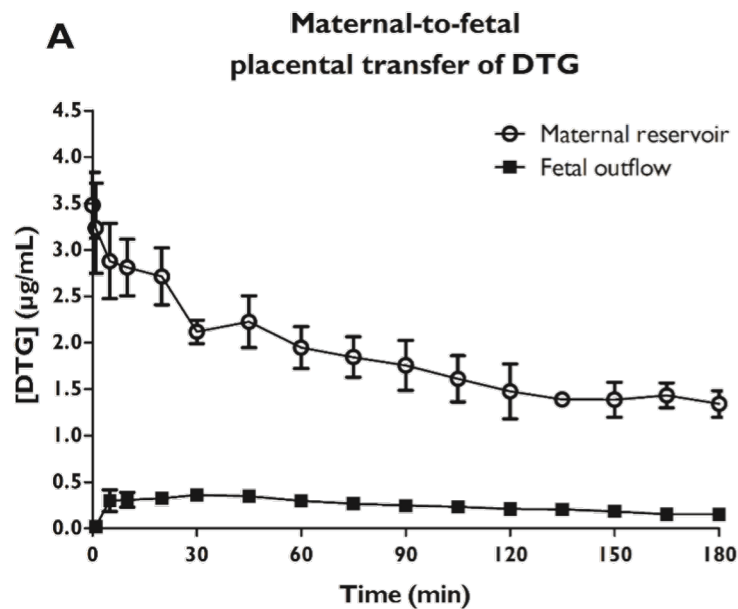 A
Maternal-to-fetal
placental transfer of DTG
4.5
4.0
3.5
3.0
2.5
2.0
1.5
1.0
0.5
0.0
[DTG] (µg/mL)
Maternal reservoir
Fetal outflow
0 30 60 90 120 150 180
Time (min)